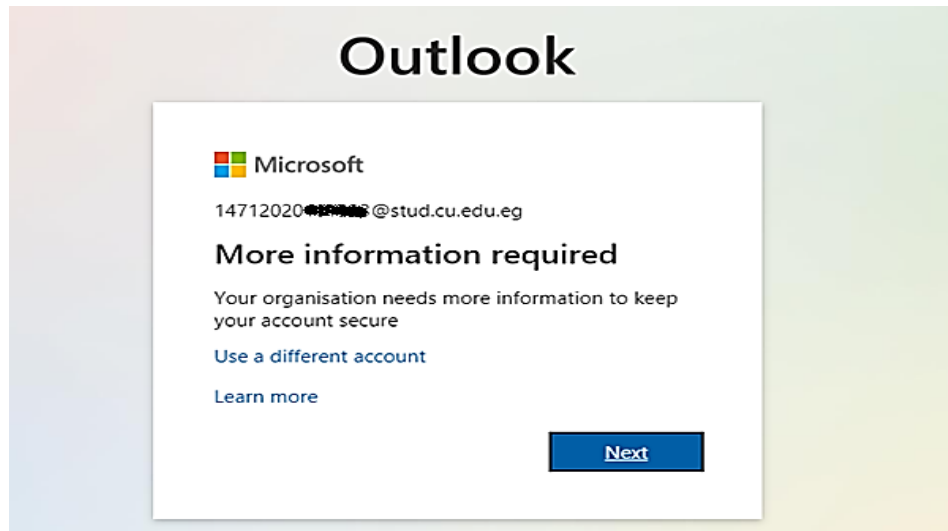 Outlook
Microsoft
14712020 @stud.cu.edu.eg
More information required
Your organisation needs more information to keep
your account secure
Use a different account
Learn more
Next